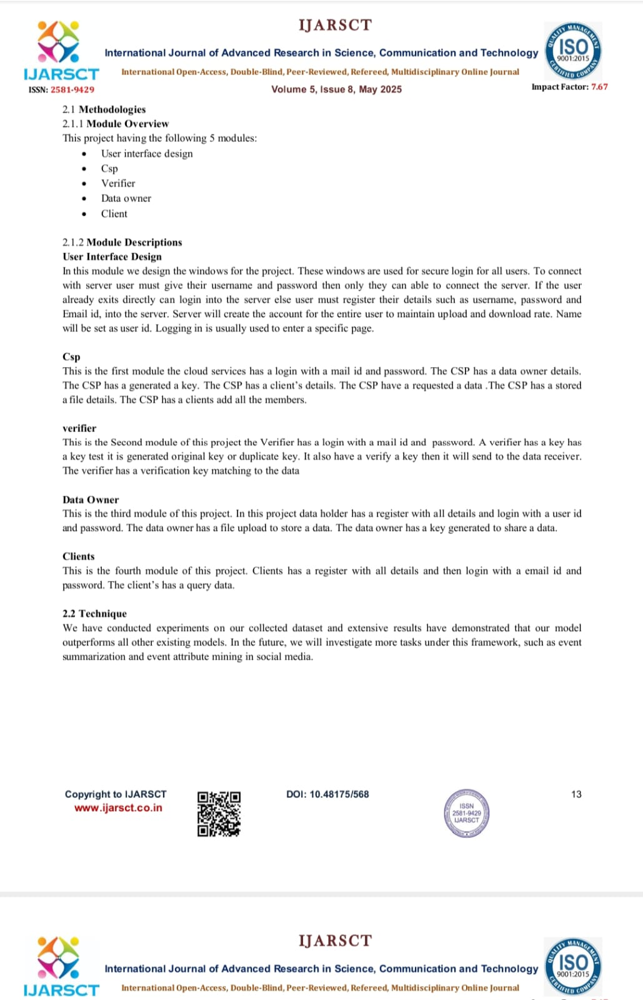 IJARSCT
International Journal of Advanced Research in Science, Communication and Technology
International Open-Access, Double-Blind, Peer-Reviewed, Refereed, Multidisciplinary Online Journal
IJARSCT
ISSN: 2581-9429
Volume 5, Issue 8, May 2025
QUALITY MANAGEMENT
ISO
9001:2015
CERTIFIED COMPANY
Impact Factor: 7.67
2.1 Methodologies
2.1.1 Module Overview
This project having the following 5 modules:
• User interface design
• Csp
• Verifier
• Data owner
• Client
2.1.2 Module Descriptions
User Interface Design
In this module we design the windows for the project. These windows are used for secure login for all users. To connect
with server user must give their username and password then only they can able to connect the server. If the user
already exits directly can login into the server else user must register their details such as username, password and
Email id, into the server. Server will create the account for the entire user to maintain upload and download rate. Name
will be set as user id. Logging in is usually used to enter a specific page.
Csp
This is the first module the cloud services has a login with a mail id and password. The CSP has a data owner details.
The CSP has a generated a key. The CSP has a client's details. The CSP have a requested a data .The CSP has a stored
a file details. The CSP has a clients add all the members.
verifier
This is the Second module of this project the Verifier has a login with a mail id and password. A verifier has a key has
a key test it is generated original key or duplicate key. It also have a verify a key then it will send to the data receiver.
The verifier has a verification key matching to the data
Data Owner
This is the third module of this project. In this project data holder has a register with all details and login with a user id
and password. The data owner has a file upload to store a data. The data owner has a key generated to share a data.
Clients
This is the fourth module of this project. Clients has a register with all details and then login with a email id and
password. The client's has a query data.
2.2 Technique
We have conducted experiments on our collected dataset and extensive results have demonstrated that our model
outperforms all other existing models. In the future, we will investigate more tasks under this framework, such as event
summarization and event attribute mining in social media.
Copyright to IJARSCT
www.ijarsct.co.in
DOI: 10.48175/568
ISSN
2581-9429
IJARSCT
13
IJARSCT
International Journal of Advanced Research in Science, Communication and Technology
International Open-Access, Double-Blind, Peer-Reviewed, Refereed, Multidisciplinary Online Journal
IJARSCT
QUALITY MANAGEMENT
ISO
9001:2015
CERTIFIED COMPANY